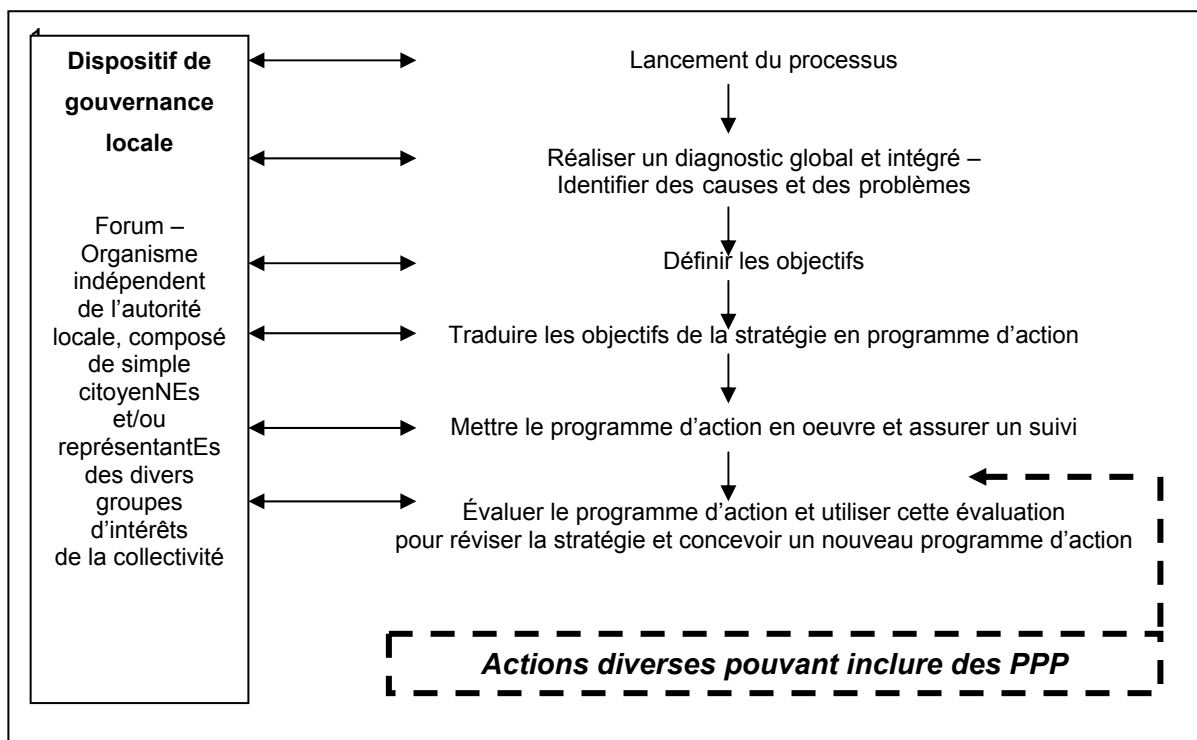 Dispositif de
gouvernance
locale
Forum –
Organisme
indépendent
de l'autorité
locale, composé
de simple
citoyenNEs
et/ou
représentantEs
des divers
groupes
d'intérêts
de la collectivité
Lancement du processus
Réaliser un diagnostic global et intégré –
Identifier des causes et des problèmes
Définir les objectifs
Traduire les objectifs de la stratégie en programme d'action
Mettre le programme d'action en oeuvre et assurer un suivi
Évaluer le programme d'action et utiliser cette évaluation
pour réviser la stratégie et concevoir un nouveau programme d'action
Actions diverses pouvant inclure des PPP